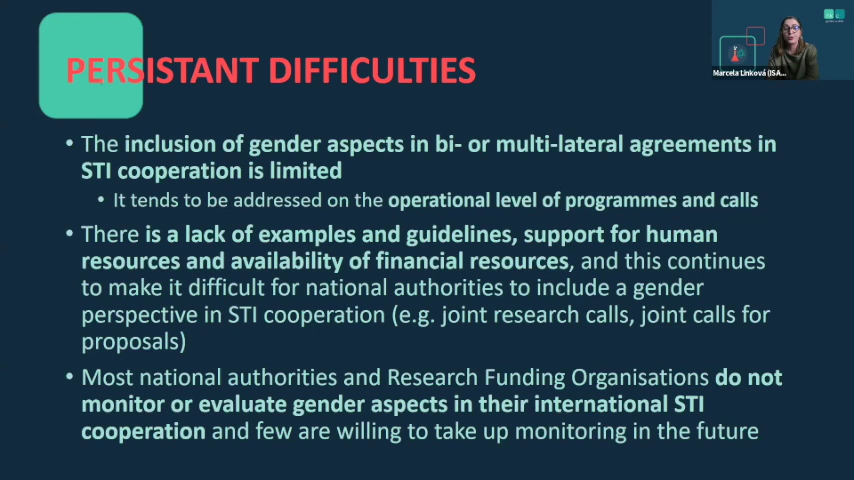 PERSISTANT DIFFICULTIES
Marcela Linková (ISA...
• The inclusion of gender aspects in bi- or multi-lateral agreements in
STI cooperation is limited
• It tends to be addressed on the operational level of programmes and calls
• There is a lack of examples and guidelines, support for human
resources and availability of financial resources, and this continues
to make it difficult for national authorities to include a gender
perspective in STI cooperation (e.g. joint research calls, joint calls for
proposals)
• Most national authorities and Research Funding Organisations do not
monitor or evaluate gender aspects in their international STI
cooperation and few are willing to take up monitoring in the future